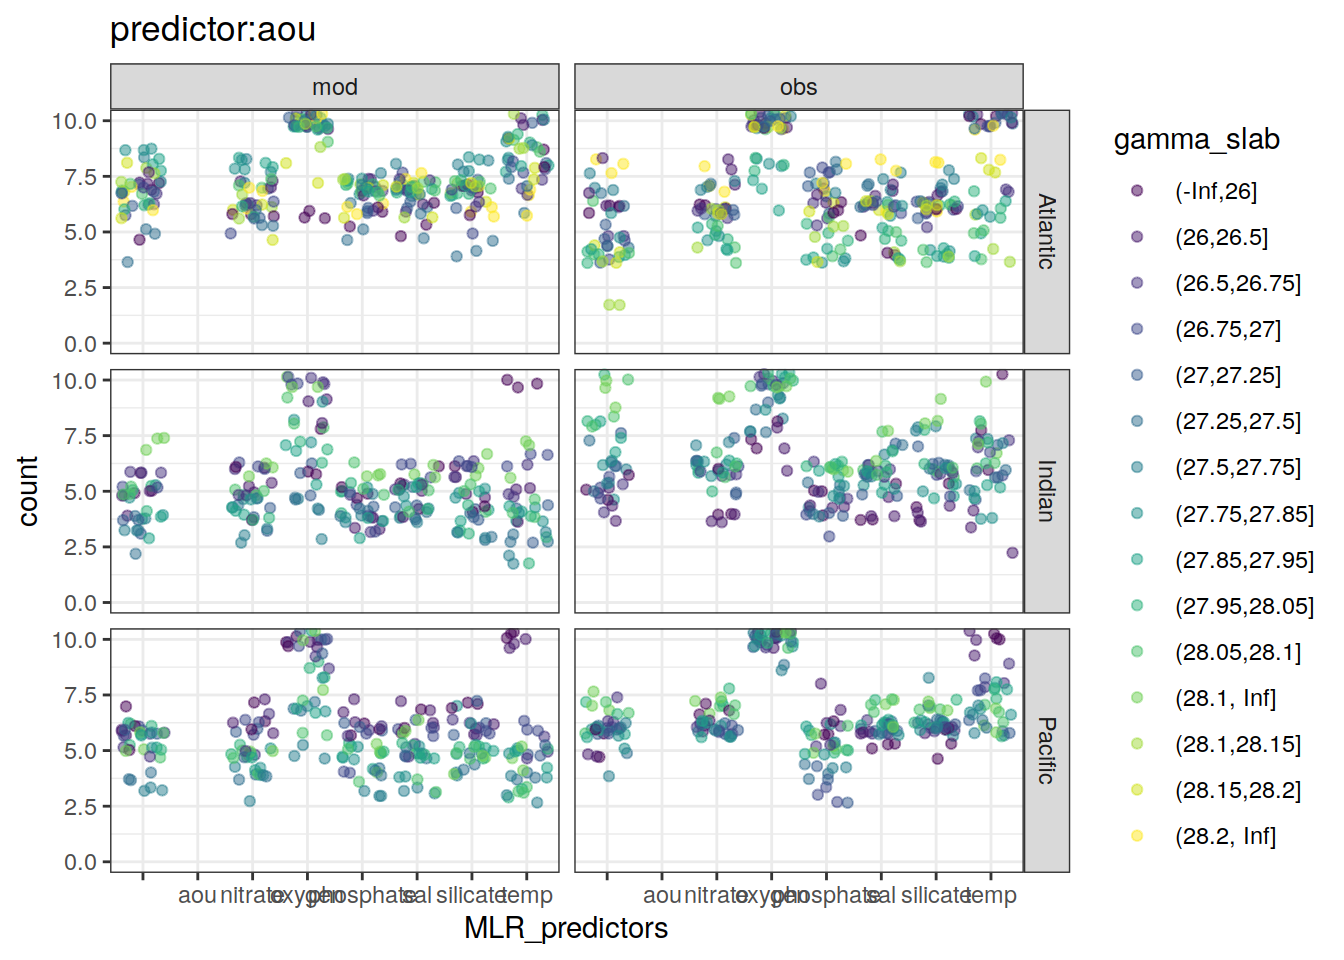 predictor:aou
mod
obs
10.0
7.5
5.0
2.5
0.0
Atlantic
10.0
7.5
5.0
2.5
0.0
Indian
10.0
7.5
5.0
2.5
0.0
Pacific
count
aou nitrate oxygen phosphate sal silicate temp
aou nitrate oxygen phosphate sal silicate temp
MLR_predictors
gamma_slab
(-Inf,26]
(26,26.5]
(26.5,26.75]
(26.75,27]
(27,27.25]
(27.25,27.5]
(27.5,27.75]
(27.75,27.85]
(27.85,27.95]
(27.95,28.05]
(28.05,28.1]
(28.1, Inf]
(28.1,28.15]
(28.15,28.2]
(28.2, Inf]